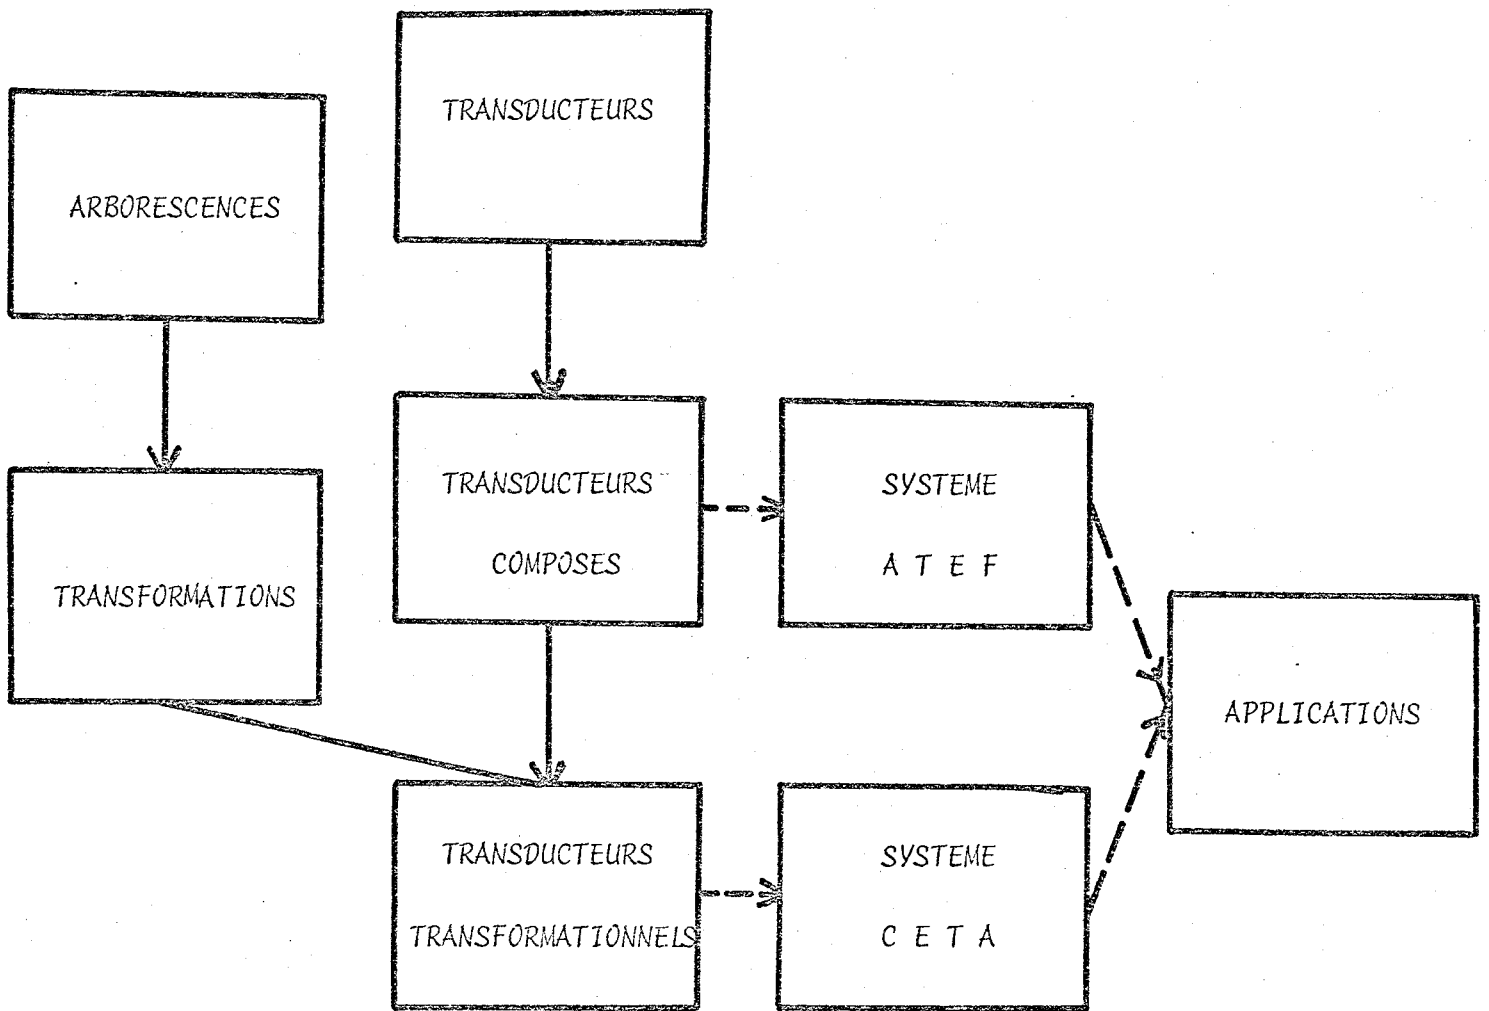 TRANSDUCTEURS
ARBORESCENCES
TRANSDUCTEURS
COMPOSES
SYSTEME
A T E F
TRANSFORMATIONS
APPLICATIONS
TRANSDUCTEURS
TRANSFORMATIONNELS
SYSTEME
C E T A